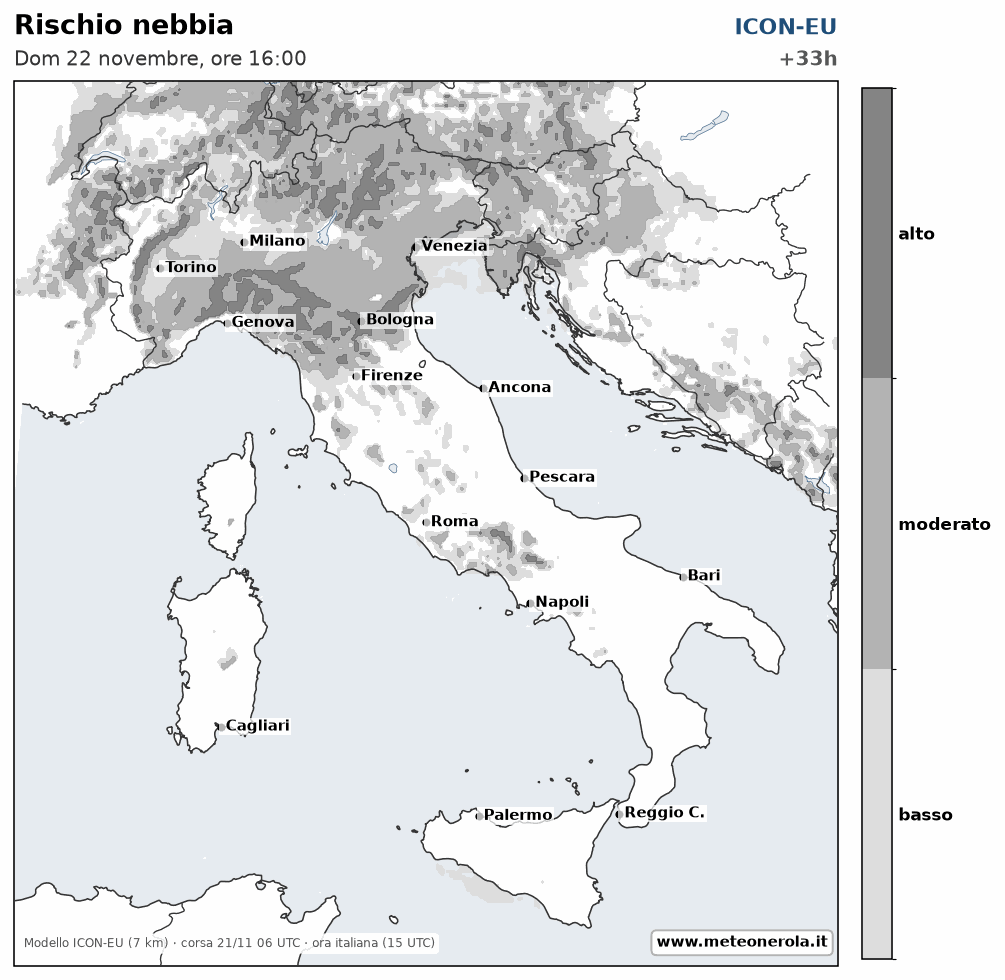 Rischio nebbia
ICON-EU
Dom 22 novembre, ore 16:00
+33h
alto
moderato
basso
Milano
Venezia
Torino
Genova
Bologna
Firenze
Ancona
Pescara
Roma
Bari
Napoli
Cagliari
Palermo
Reggio C.
Modello ICON-EU (7 km) · corsa 21/11 06 UTC · ora italiana (15 UTC)
www.meteonerola.it